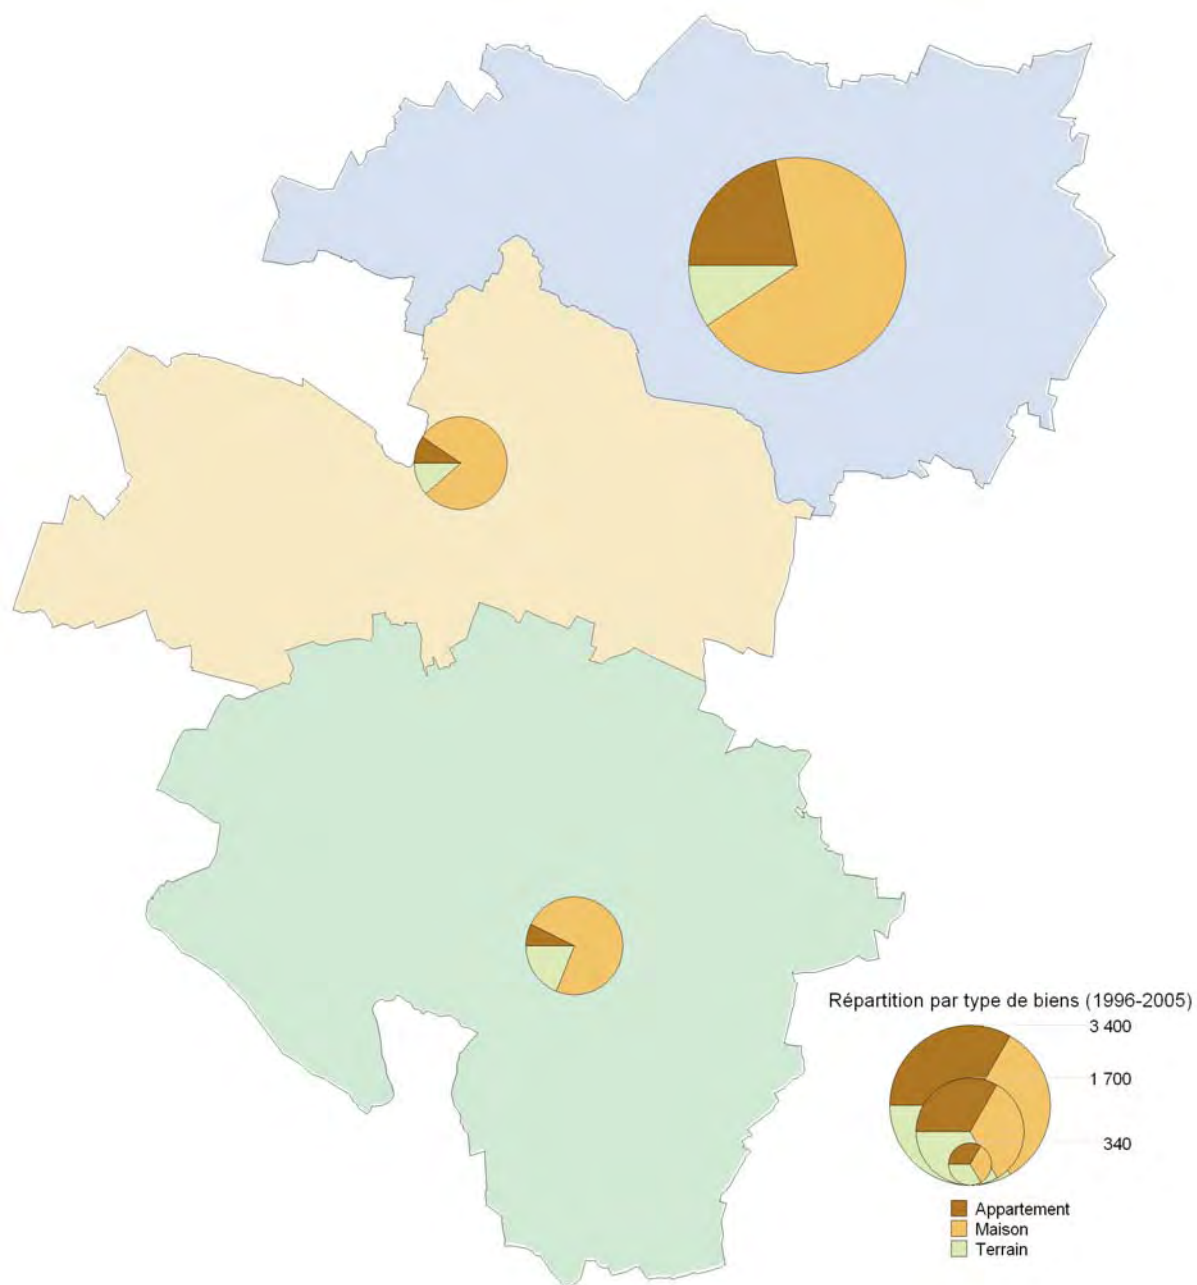 Répartition par type de biens (1996-2005)
3 400
1 700
340
Appartement
Maison
Terrain